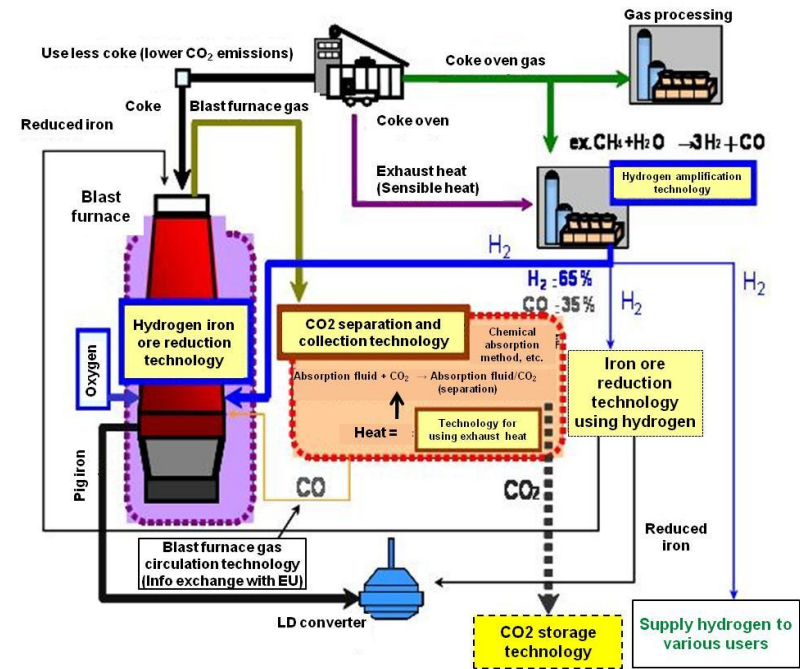 Gas processing
Use less coke (lower CO₂ emissions)
Coke oven gas
Coke
Blast furnace gas
Reduced iron
Coke oven
ex.CH₄+H₂O →3H₂+CO
Exhaust heat
(Sensible heat)
Hydrogen amplification
technology
Blast
furnace
H₂
H₂ : 65%
CO : 35%
H₂
H₂
Hydrogen iron
ore reduction
technology
CO2 separation and
collection technology
Chemical
absorption
method, etc.
Oxygen
Absorption fluid + CO₂ → Absorption fluid/CO₂
(separation)
Iron ore
reduction
technology
using hydrogen
Heat =
Technology for
using exhaust heat
Pig iron
CO
CO₂
Blast furnace gas
circulation technology
(Info exchange with EU)
Reduced
iron
LD converter
CO2 storage
technology
Supply hydrogen to
various users